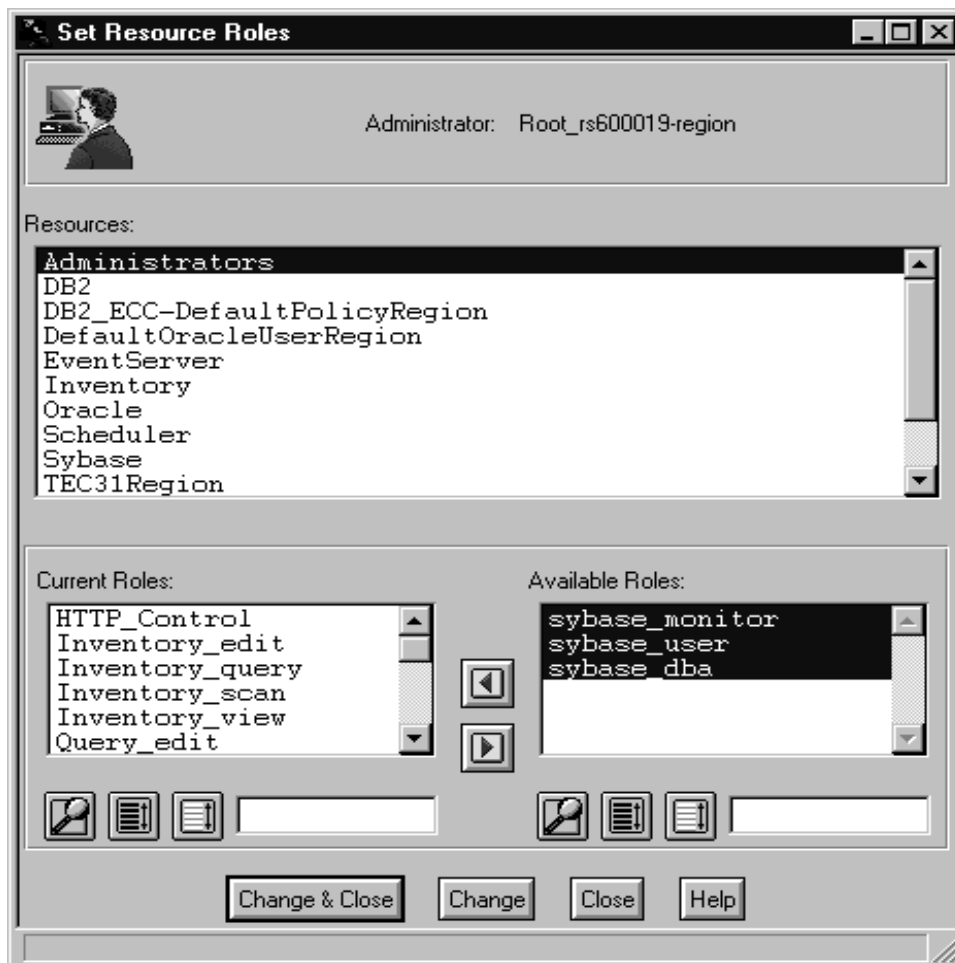 Set Resource Roles
Administrator: Root_rs600019-region
Resources:
Administrators
DB2
DB2_ECC-DefaultPolicyRegion
DefaultOracleUserRegion
EventServer
Inventory
Oracle
Scheduler
Sybase
TEC31Region
Current Roles:
HTTP_Control
Inventory_edit
Inventory_query
Inventory_scan
Inventory_view
Query_edit
Available Roles:
sybase_monitor
sybase_user
sybase_dba
Change & Close Change Close Help